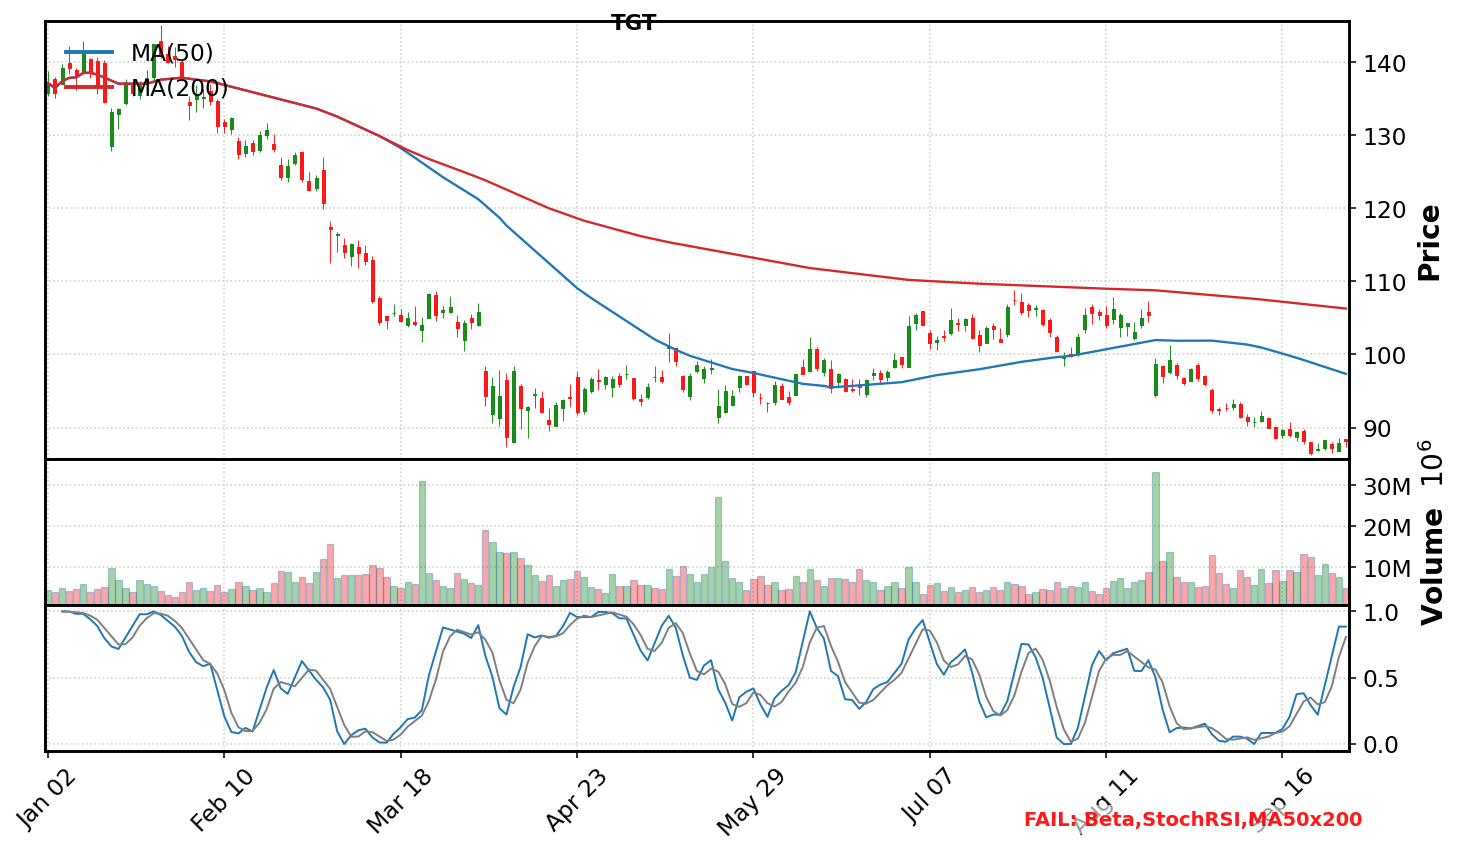 TGT
MA(50)
MA(200)
140
130
120
110
100
90
Price
30M
20M
10M
Volume 10⁶
1.0
0.5
0.0
Jan 02
Feb 10
Mar 18
Apr 23
May 29
Jul 07
Aug 11
Sep 16
FAIL: Beta,StochRSI,MA50x200